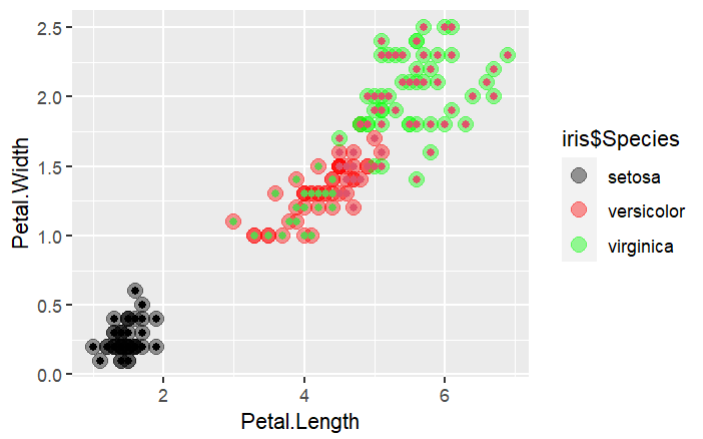 2.5
2.0
1.5
1.0
0.5
0.0
2
4
6
Petal.Width
Petal.Length
iris$Species
setosa
versicolor
virginica